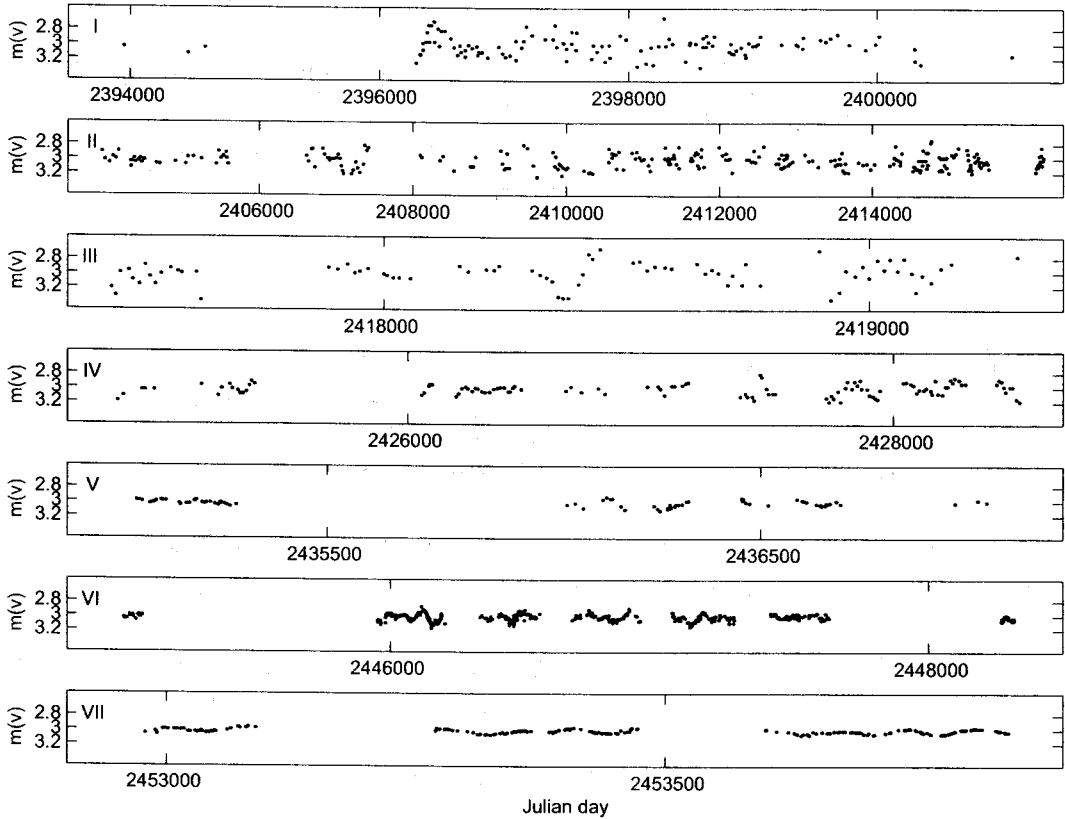 I
m(v)
2.8
3
3.2
2394000 2396000 2398000 2400000
II
m(v)
2.8
3
3.2
2406000 2408000 2410000 2412000 2414000
III
m(v)
2.8
3
3.2
2418000 2419000
IV
m(v)
2.8
3
3.2
2426000 2428000
V
m(v)
2.8
3
3.2
2435500 2436500
VI
m(v)
2.8
3
3.2
2446000 2448000
VII
m(v)
2.8
3
3.2
2453000 2453500
Julian day